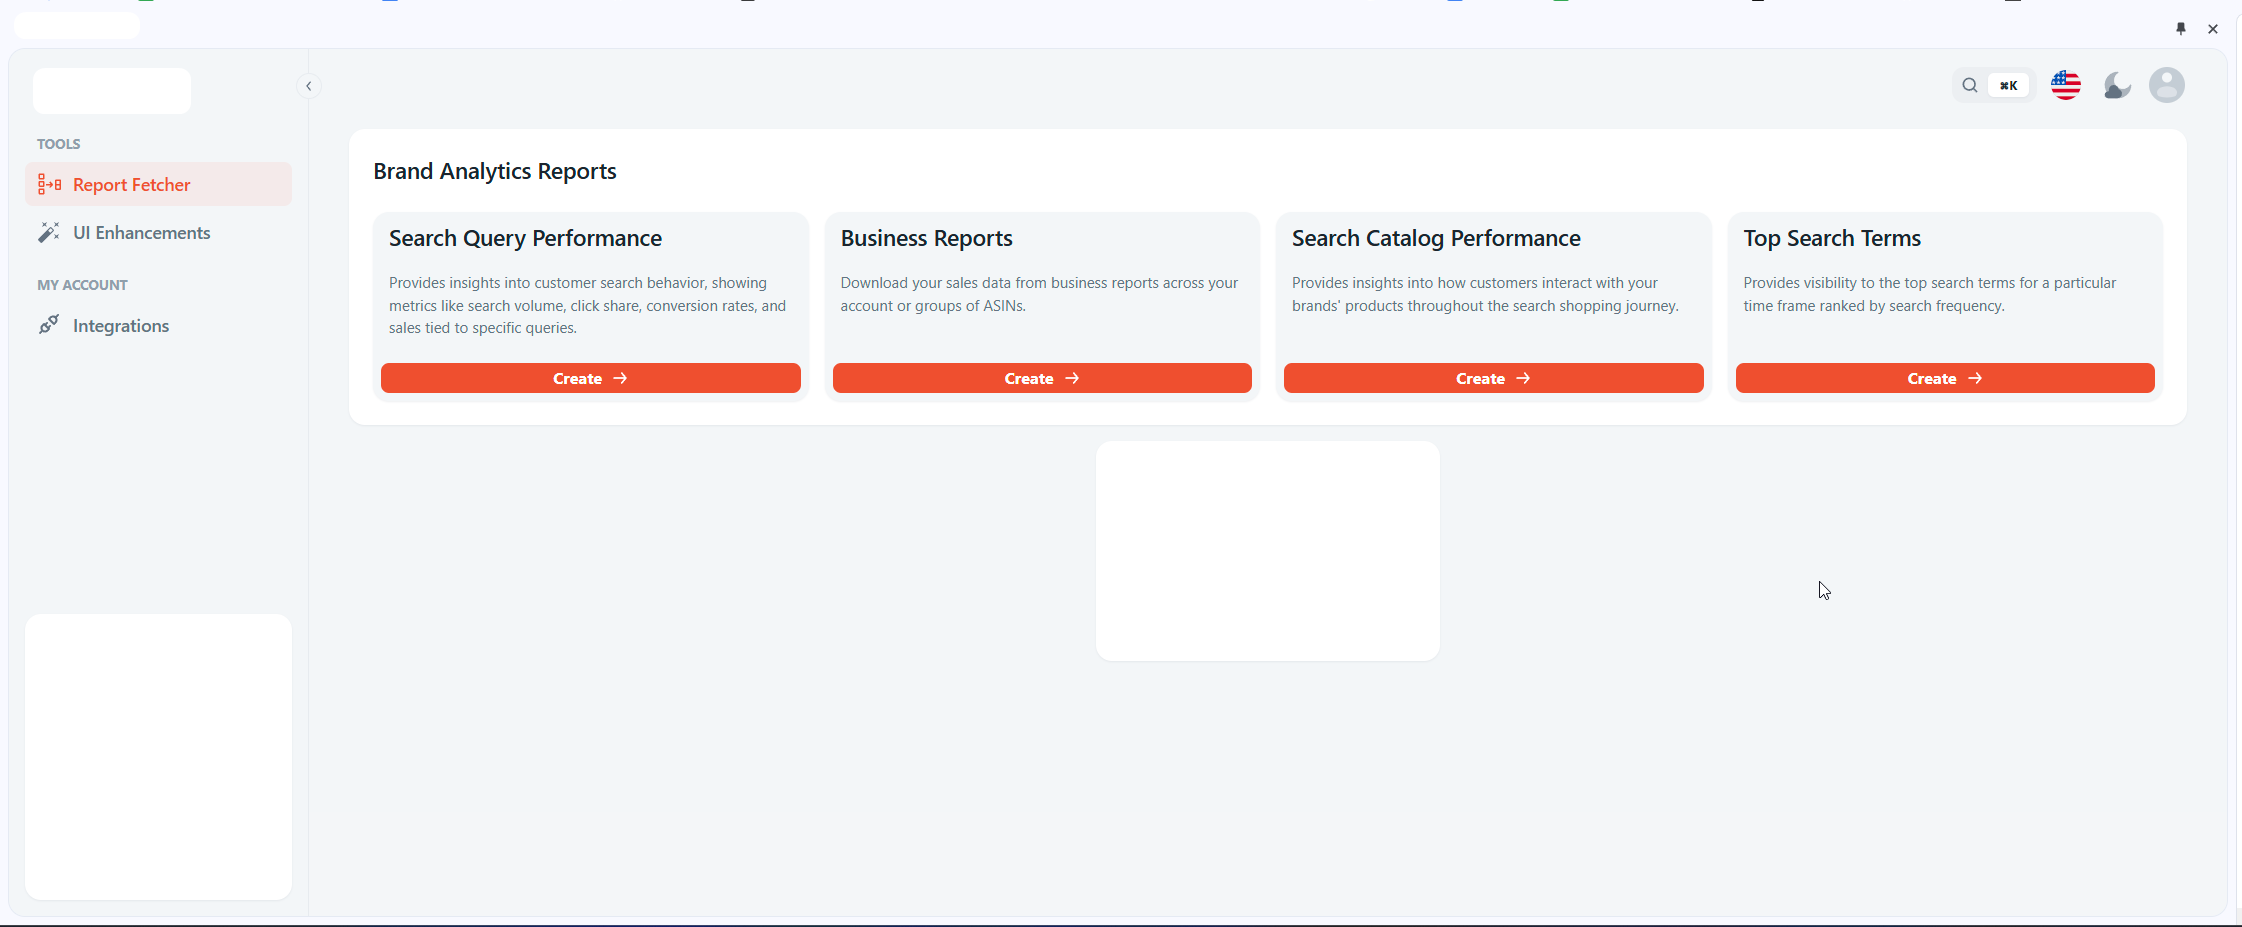 ⌘K
TOOLS
Report Fetcher
UI Enhancements
MY ACCOUNT
Integrations
Brand Analytics Reports
Search Query Performance
Provides insights into customer search behavior, showing
metrics like search volume, click share, conversion rates, and
sales tied to specific queries.
Create →
Business Reports
Download your sales data from business reports across your
account or groups of ASINs.
Create →
Search Catalog Performance
Provides insights into how customers interact with your
brands' products throughout the search shopping journey.
Create →
Top Search Terms
Provides visibility to the top search terms for a particular
time frame ranked by search frequency.
Create →